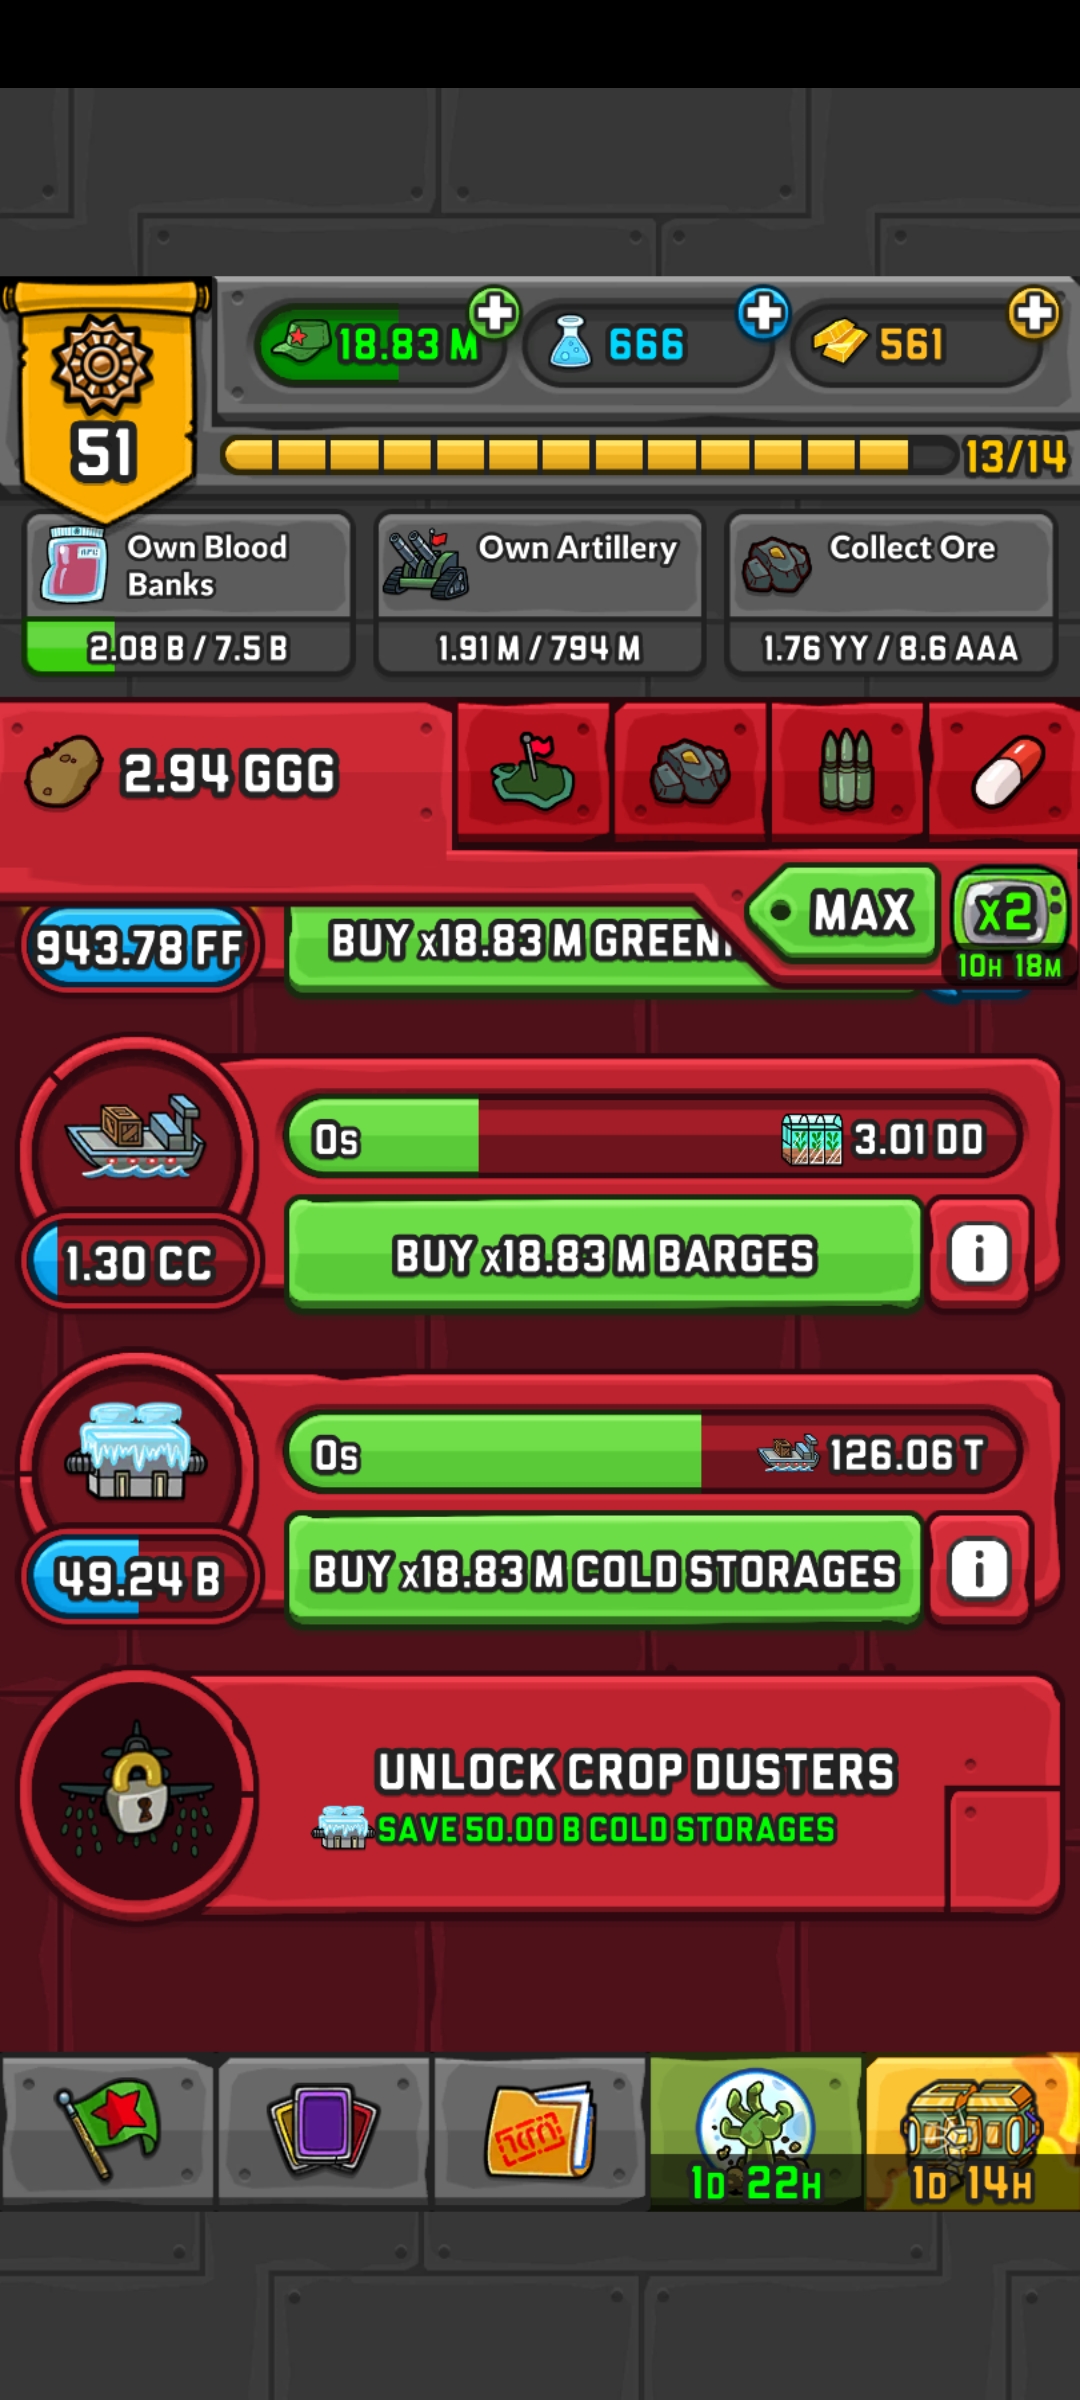 18.83 M
666
561
51
13/14
Own Blood
Banks
2.08 B / 7.5 B
Own Artillery
1.91 M / 794 M
Collect Ore
1.76 YY / 8.6 AAA
2.94 GGG
MAX
x2
10H 18M
943.78 FF
BUY x18.83 M GREEN
0s
3.01 DD
1.30 CC
BUY x18.83 M BARGES
i
0s
126.06 T
49.24 B
BUY x18.83 M COLD STORAGES
i
UNLOCK CROP DUSTERS
SAVE 50.00 B COLD STORAGES
1D 22H
1D 14H